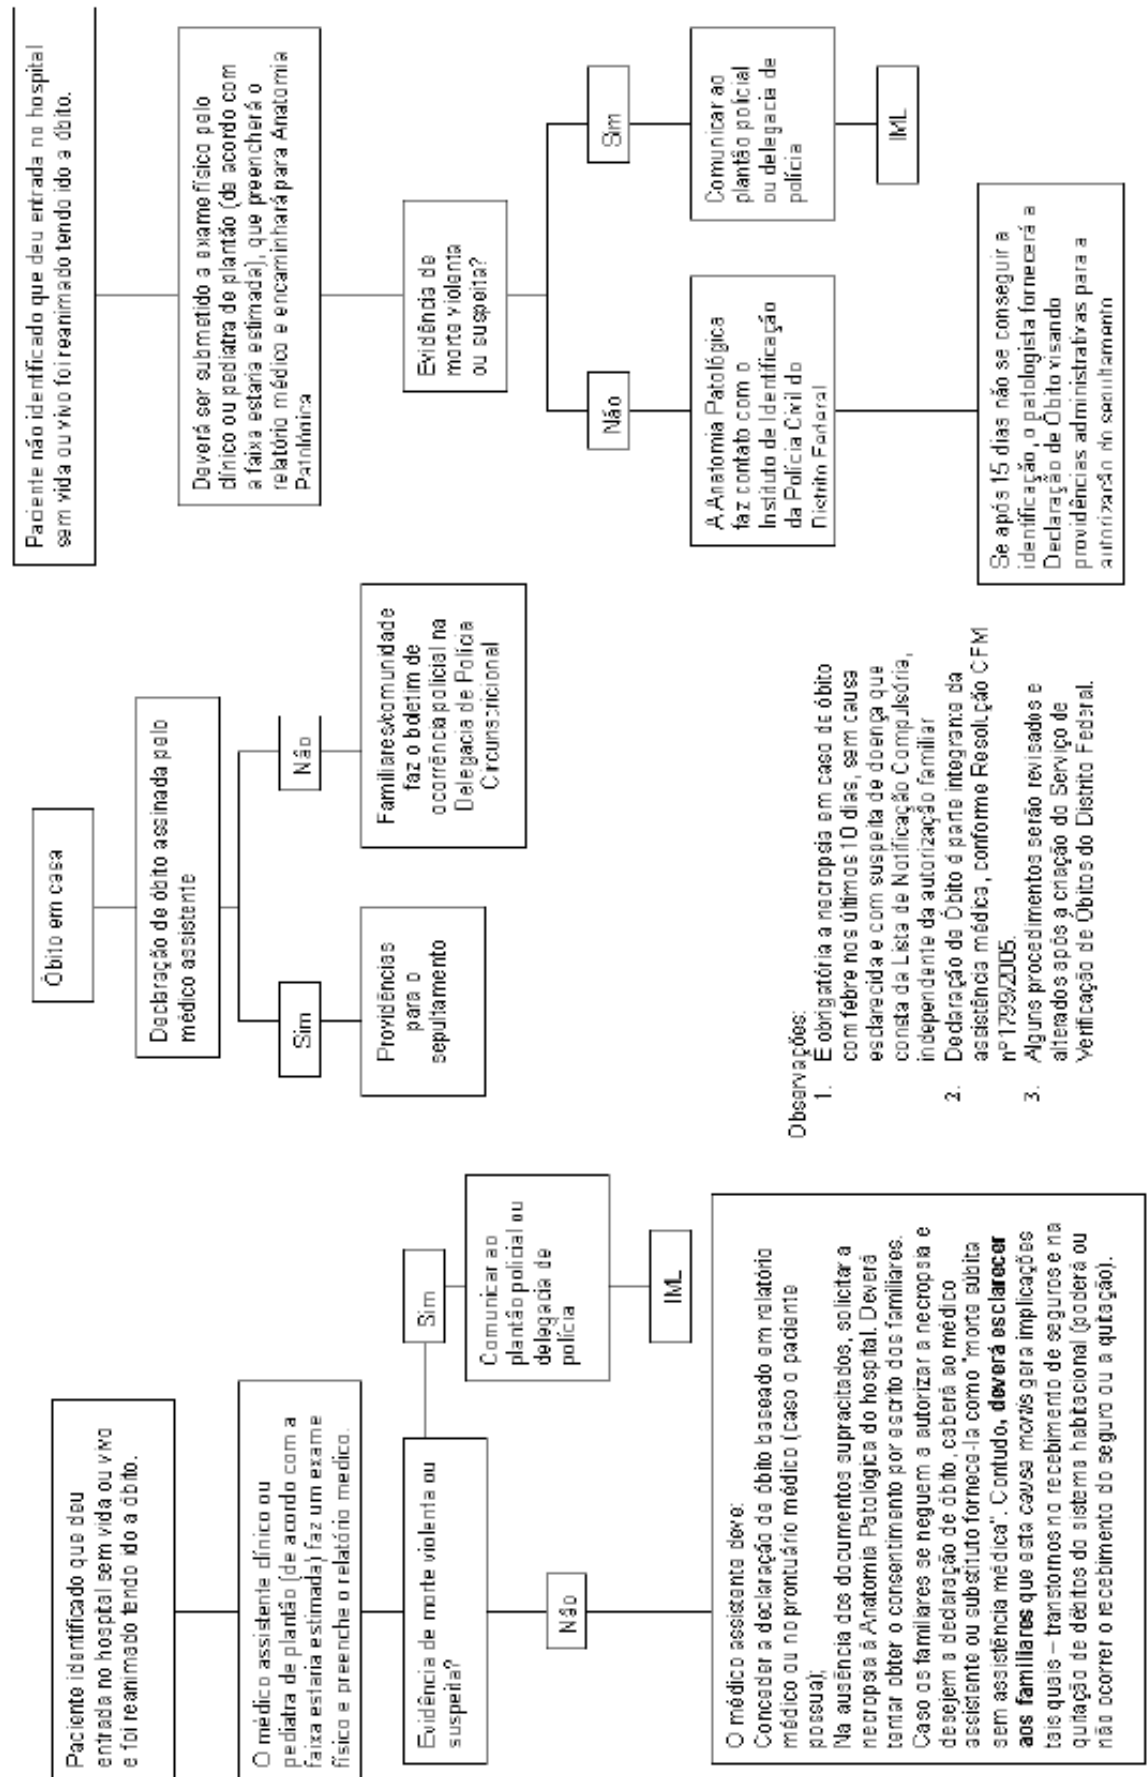 Paciente identificado que deu
entrada no hospital sem vida ou vivo
e foi reanimado tendo ido a óbito.
O médico assistente clínico ou
pediatra de plantão (de acordo com a
faixa estaria estimada) faz um exame
físico e preenche o relatório medico.
Evidência de morte violenta ou
suspeita?
Sim
Comunicar ao
plantão policial ou
delegacia de
polícia
IML
Não
O médico assistente deve:
Conceder a declaração de óbito baseado em relatório
médico ou no prontuário médico (caso o paciente
possua);
Na ausência dos documentos supracitados, solicitar a
necropsia à Anatomia Patológica do hospital. Deverá
tentar obter o consentimento por escrito dos familiares.
Caso os familiares se neguem a autorizar a necropsia e
desejem a declaração de óbito, caberá ao médico
assistente ou substituto fornece-la como "morte súbita
sem assistência médica". Contudo, deverá esclarecer
aos familiares que esta causa mortis gera implicações
tais quais – transtornos no recebimento de seguros e na
quitação de débitos do sistema habitacional (poderá ou
não ocorrer o recebimento do seguro ou a quitação).
Óbito em casa
Declaração de óbito assinada pelo
médico assistente
Sim
Providências
para o
sepultamento
Não
Familiares/comunidade
faz o boletim de
ocorrência policial na
Delegacia de Polícia
Circunscricional
Observações:
1. É obrigatória a necropsia em caso de óbito
com febre nos últimos 10 dias, sem causa
esclarecida e com suspeita de doença que
consta da Lista de Notificação Compulsória,
independente da autorização familiar
2. Declaração de Óbito é parte integrante da
assistência médica, conforme Resolução CFM
nº 1799/2005.
3. Alguns procedimentos serão revisados e
alterados após a criação do Serviço de
Verificação de Óbitos do Distrito Federal.
Paciente não identificado que deu entrada no hospital
sem vida ou vivo foi reanimado tendo ido a óbito.
Deverá ser submetido a exame físico pelo
clínico ou pediatra de plantão (de acordo com
a faixa estaria estimada), que preencherá o
relatório médico e encaminhará para Anatomia
Patológica
Evidência de
morte violenta
ou suspeita?
Não
A Anatomia Patológica
faz contato com o
Instituto de Identificação
da Polícia Civil do
Distrito Federal
Se após 15 dias não se conseguir a
identificação, o patologista fornecerá a
Declaração de Óbito visando
providências administrativas para a
autorização do sepultamento
Sim
Comunicar ao
plantão policial
ou delegacia de
polícia
IML